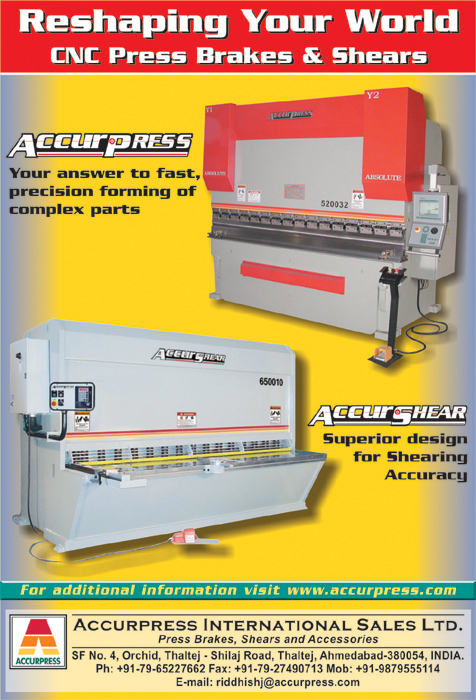 Reshaping Your World
CNC Press Brakes & Shears
ACCURPRESS
Your answer to fast,
precision forming of
complex parts
Y1
Y2
ACCURPRESS
ABSOLUTE
ABSOLUTE
520032
ACCURSHEAR
650010
ACCURSHEAR
Superior design
for Shearing
Accuracy
For additional information visit www.accurpress.com
ACCURPRESS
ACCURPRESS INTERNATIONAL SALES LTD.
Press Brakes, Shears and Accessories
SF No. 4, Orchid, Thaltej - Shilaj Road, Thaltej, Ahmedabad-380054, INDIA.
Ph: +91-79-65227662 Fax: +91-79-27490713 Mob: +91-9879555114
E-mail: riddhishj@accurpress.com